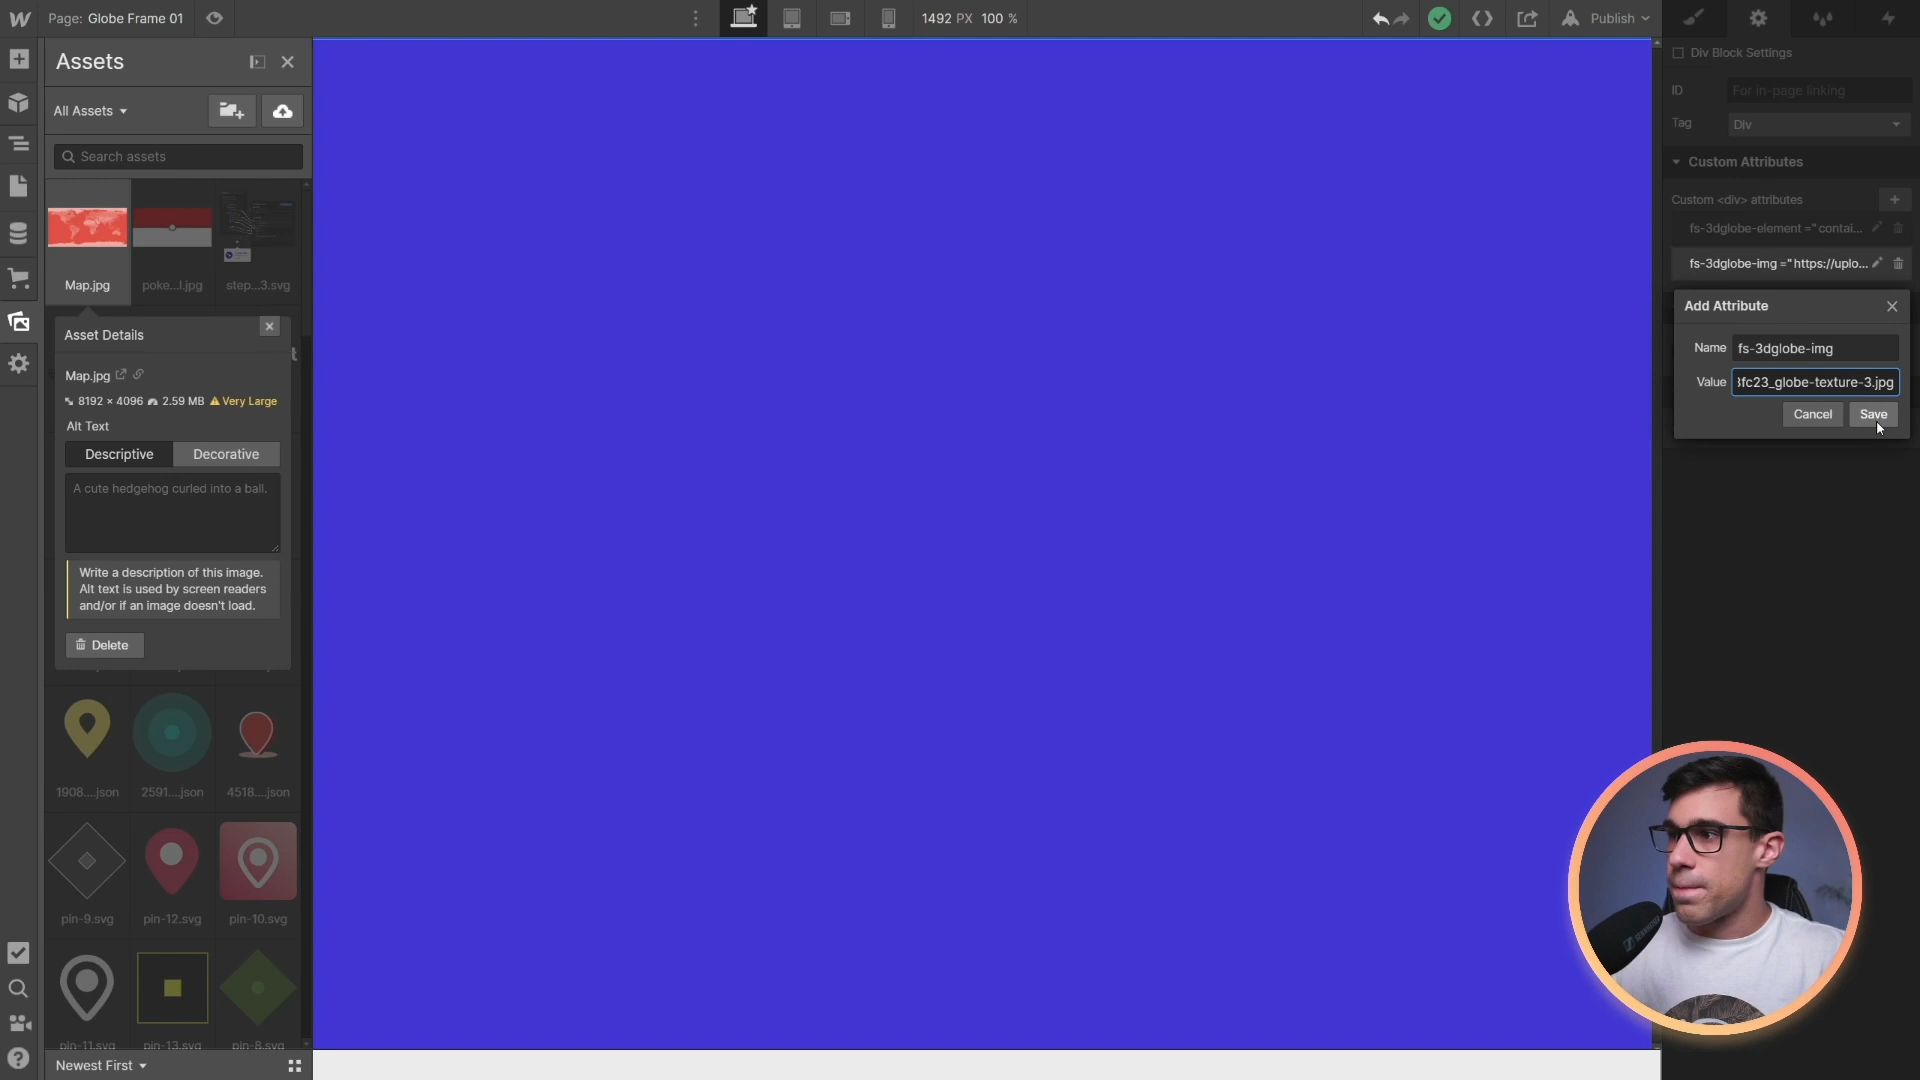 Page: Globe Frame 01
1492 PX 100 %
Publish
Assets
All Assets
Search assets
Map.jpg
poke...l.jpg
step...3.svg
Asset Details
Map.jpg
8192 × 4096 2.59 MB Very Large
Alt Text
Descriptive
Decorative
A cute hedgehog curled into a ball.
Write a description of this image.
Alt text is used by screen readers
and/or if an image doesn't load.
Delete
1908....json
2591....json
4518....json
pin-9.svg
pin-12.svg
pin-10.svg
pin-11.svg
pin-13.svg
pin-8.svg
Newest First
Div Block Settings
ID
For in-page linking
Tag
Div
Custom Attributes
Custom <div> attributes
fs-3dglobe-element ="contai...
fs-3dglobe-img ="https://uplo...
Add Attribute
Name
fs-3dglobe-img
Value
fc23_globe-texture-3.jpg
Cancel
Save
SENNHEISER